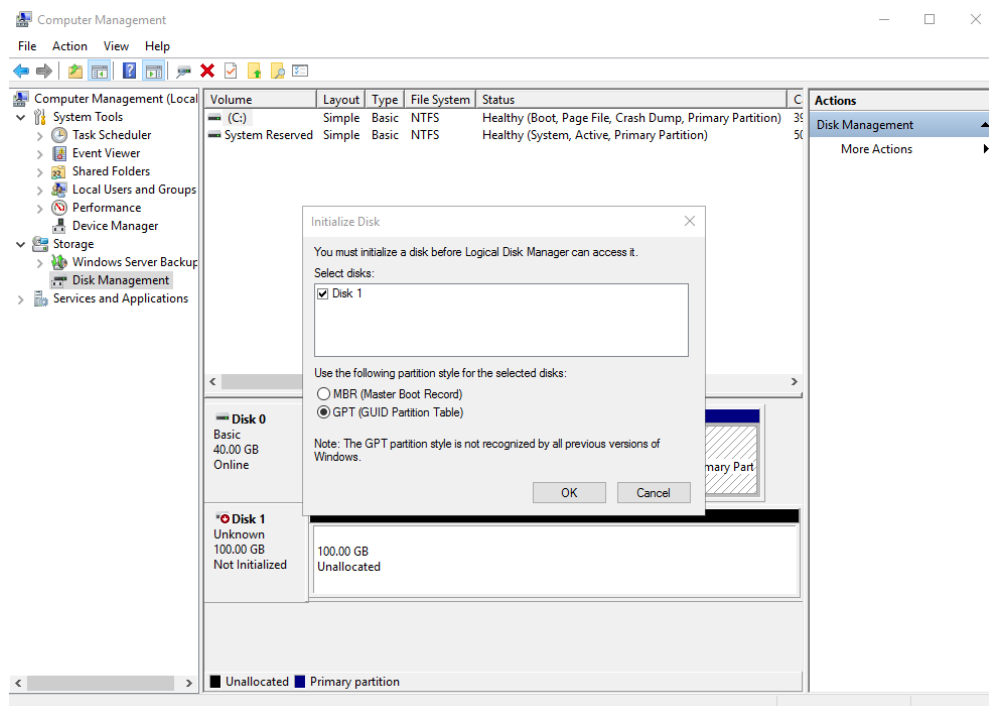 Computer Management
File Action View Help
Computer Management (Local
System Tools
Task Scheduler
Event Viewer
Shared Folders
Local Users and Groups
Performance
Device Manager
Storage
Windows Server Backup
Disk Management
Services and Applications
Volume Layout Type File System Status C
(C:) Simple Basic NTFS Healthy (Boot, Page File, Crash Dump, Primary Partition) 39
System Reserved Simple Basic NTFS Healthy (System, Active, Primary Partition) 50
Initialize Disk
You must initialize a disk before Logical Disk Manager can access it.
Select disks:
Disk 1
Use the following partition style for the selected disks:
MBR (Master Boot Record)
GPT (GUID Partition Table)
Note: The GPT partition style is not recognized by all previous versions of
Windows.
OK Cancel
Disk 0
Basic
40.00 GB
Online
mary Part
Disk 1
Unknown
100.00 GB
Not Initialized
100.00 GB
Unallocated
Unallocated Primary partition
Actions
Disk Management
More Actions